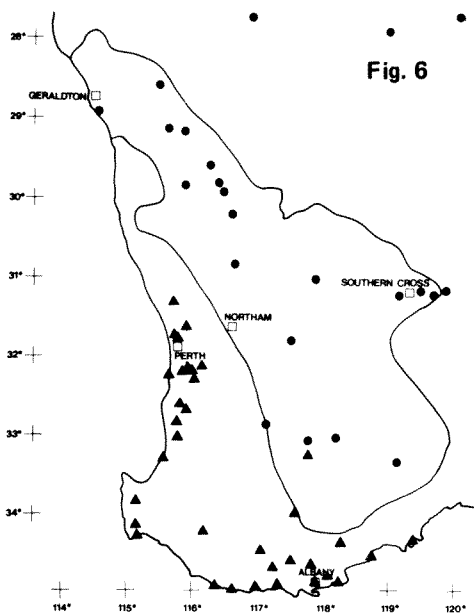 28°
Fig. 6
GERALDTON
29°
30°
31°
SOUTHERN CROSS
NORTHAM
32°
PERTH
33°
34°
ALBANY
114° 115° 116° 117° 118° 119° 120°